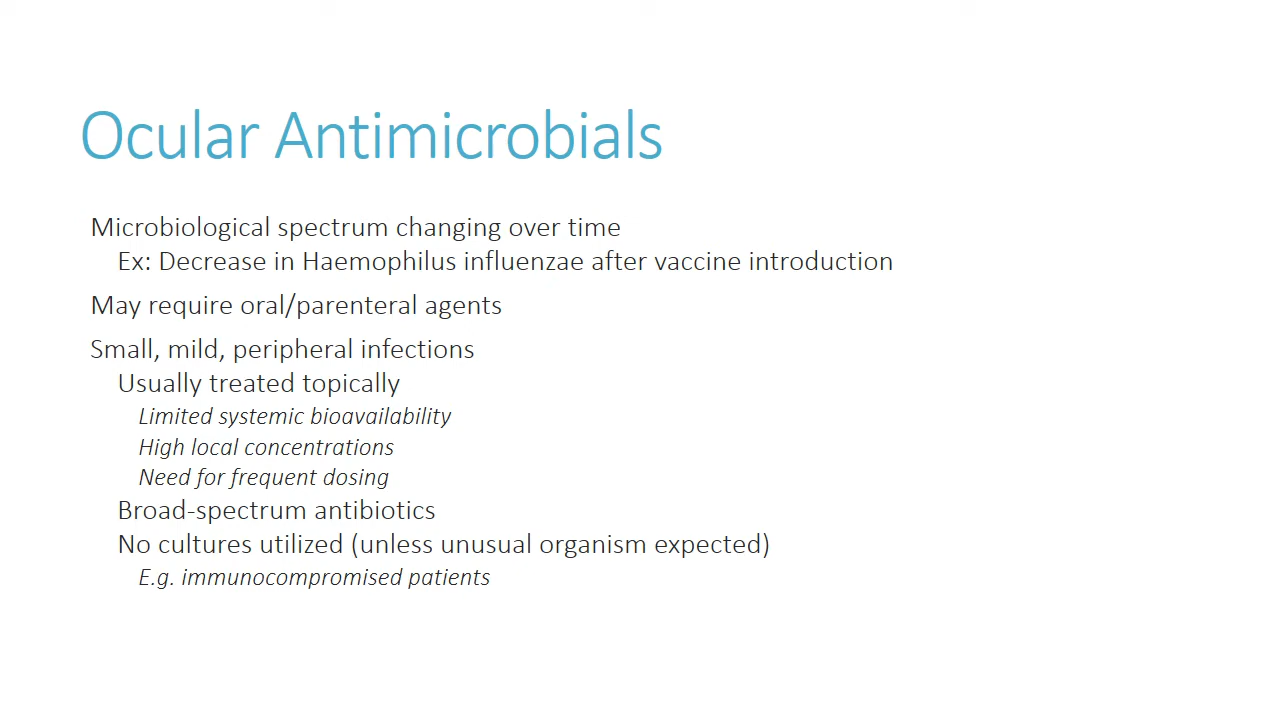 Ocular Antimicrobials
Microbiological spectrum changing over time
Ex: Decrease in Haemophilus influenzae after vaccine introduction
May require oral/parenteral agents
Small, mild, peripheral infections
Usually treated topically
Limited systemic bioavailability
High local concentrations
Need for frequent dosing
Broad-spectrum antibiotics
No cultures utilized (unless unusual organism expected)
E.g. immunocompromised patients